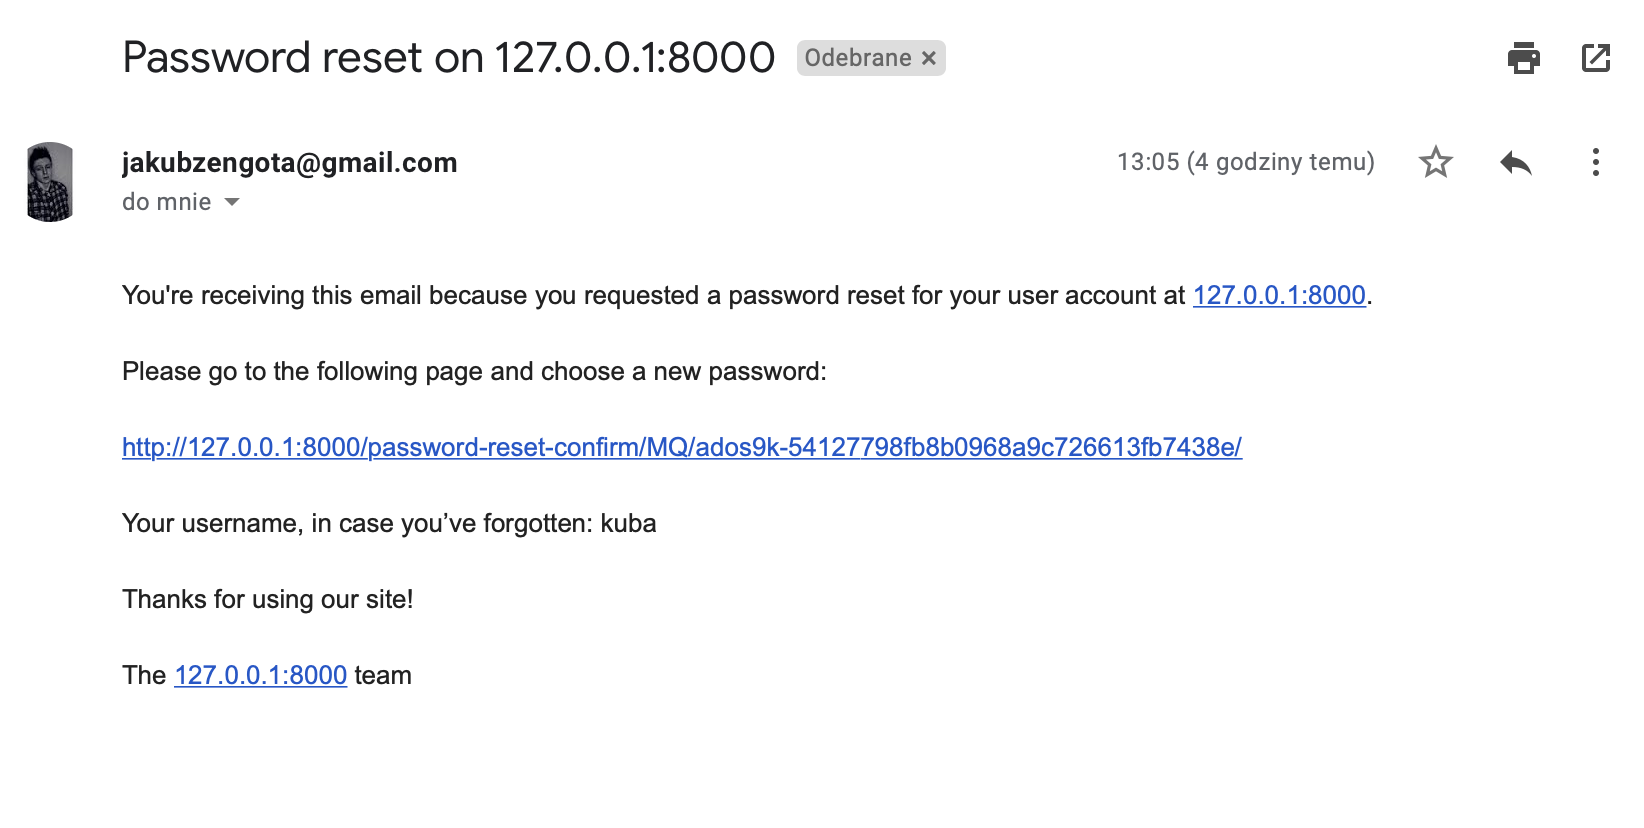 Password reset on 127.0.0.1:8000 Odebrane ×
jakubzengota@gmail.com 13:05 (4 godziny temu)
do mnie
You're receiving this email because you requested a password reset for your user account at 127.0.0.1:8000.
Please go to the following page and choose a new password:
http://127.0.0.1:8000/password-reset-confirm/MQ/ados9k-54127798fb8b0968a9c726613fb7438e/
Your username, in case you’ve forgotten: kuba
Thanks for using our site!
The 127.0.0.1:8000 team